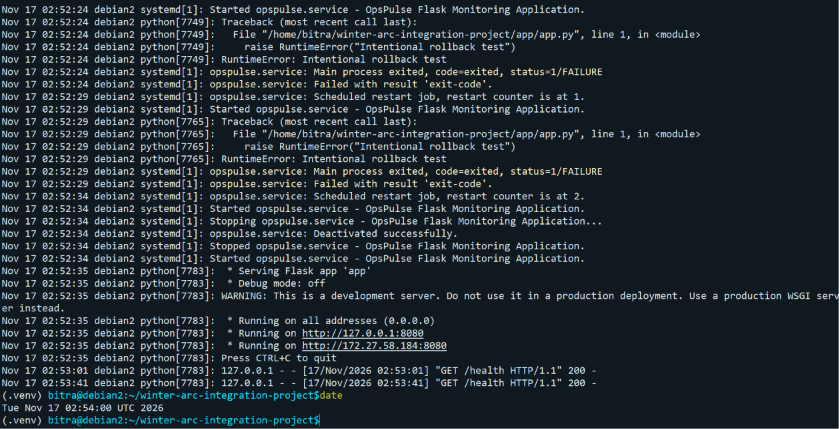 Nov 17 02:52:24 debian2 systemd[1]: Started opspulse.service - OpsPulse Flask Monitoring Application.
Nov 17 02:52:24 debian2 python[7749]: Traceback (most recent call last):
Nov 17 02:52:24 debian2 python[7749]:   File "/home/bitra/winter-arc-integration-project/app/app.py", line 1, in <module>
Nov 17 02:52:24 debian2 python[7749]:     raise RuntimeError("Intentional rollback test")
Nov 17 02:52:24 debian2 python[7749]: RuntimeError: Intentional rollback test
Nov 17 02:52:24 debian2 systemd[1]: opspulse.service: Main process exited, code=exited, status=1/FAILURE
Nov 17 02:52:24 debian2 systemd[1]: opspulse.service: Failed with result 'exit-code'.
Nov 17 02:52:29 debian2 systemd[1]: opspulse.service: Scheduled restart job, restart counter is at 1.
Nov 17 02:52:29 debian2 systemd[1]: Started opspulse.service - OpsPulse Flask Monitoring Application.
Nov 17 02:52:29 debian2 python[7765]: Traceback (most recent call last):
Nov 17 02:52:29 debian2 python[7765]:   File "/home/bitra/winter-arc-integration-project/app/app.py", line 1, in <module>
Nov 17 02:52:29 debian2 python[7765]:     raise RuntimeError("Intentional rollback test")
Nov 17 02:52:29 debian2 python[7765]: RuntimeError: Intentional rollback test
Nov 17 02:52:29 debian2 systemd[1]: opspulse.service: Main process exited, code=exited, status=1/FAILURE
Nov 17 02:52:29 debian2 systemd[1]: opspulse.service: Failed with result 'exit-code'.
Nov 17 02:52:34 debian2 systemd[1]: opspulse.service: Scheduled restart job, restart counter is at 2.
Nov 17 02:52:34 debian2 systemd[1]: Started opspulse.service - OpsPulse Flask Monitoring Application.
Nov 17 02:52:34 debian2 systemd[1]: Stopping opspulse.service - OpsPulse Flask Monitoring Application...
Nov 17 02:52:34 debian2 systemd[1]: opspulse.service: Deactivated successfully.
Nov 17 02:52:34 debian2 systemd[1]: Stopped opspulse.service - OpsPulse Flask Monitoring Application.
Nov 17 02:52:34 debian2 systemd[1]: Started opspulse.service - OpsPulse Flask Monitoring Application.
Nov 17 02:52:35 debian2 python[7783]:  * Serving Flask app 'app'
Nov 17 02:52:35 debian2 python[7783]:  * Debug mode: off
Nov 17 02:52:35 debian2 python[7783]: WARNING: This is a development server. Do not use it in a production deployment. Use a production WSGI serv
er instead.
Nov 17 02:52:35 debian2 python[7783]:  * Running on all addresses (0.0.0.0)
Nov 17 02:52:35 debian2 python[7783]:  * Running on http://127.0.0.1:8080
Nov 17 02:52:35 debian2 python[7783]:  * Running on http://172.27.58.184:8080
Nov 17 02:52:35 debian2 python[7783]: Press CTRL+C to quit
Nov 17 02:53:01 debian2 python[7783]: 127.0.0.1 - - [17/Nov/2026 02:53:01] "GET /health HTTP/1.1" 200 -
Nov 17 02:53:41 debian2 python[7783]: 127.0.0.1 - - [17/Nov/2026 02:53:41] "GET /health HTTP/1.1" 200 -
(.venv) bitra@debian2:~/winter-arc-integration-project$date
Tue Nov 17 02:54:00 UTC 2026
(.venv) bitra@debian2:~/winter-arc-integration-project$